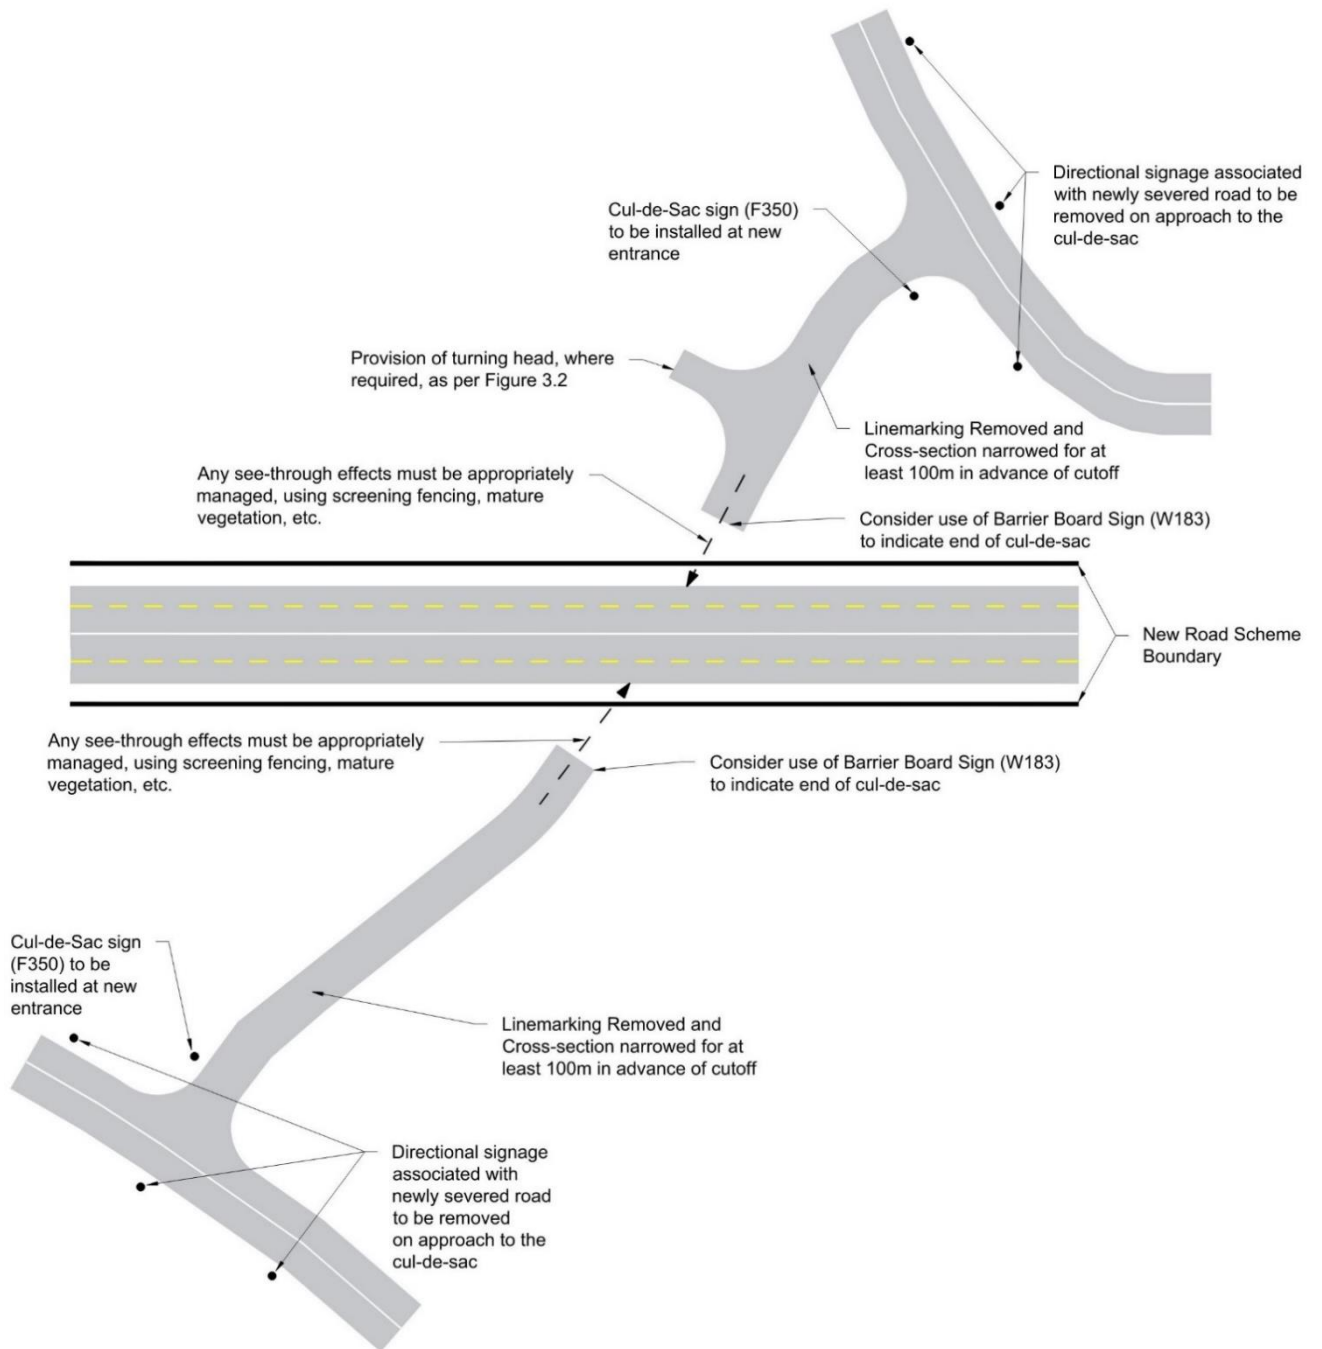 Directional signage associated
with newly severed road to be
removed on approach to the
cul-de-sac
Cul-de-Sac sign (F350)
to be installed at new
entrance
Provision of turning head, where
required, as per Figure 3.2
Linemarking Removed and
Cross-section narrowed for at
least 100m in advance of cutoff
Any see-through effects must be appropriately
managed, using screening fencing, mature
vegetation, etc.
Consider use of Barrier Board Sign (W183)
to indicate end of cul-de-sac
New Road Scheme
Boundary
Any see-through effects must be appropriately
managed, using screening fencing, mature
vegetation, etc.
Consider use of Barrier Board Sign (W183)
to indicate end of cul-de-sac
Cul-de-Sac sign
(F350) to be
installed at new
entrance
Linemarking Removed and
Cross-section narrowed for at
least 100m in advance of cutoff
Directional signage
associated with
newly severed road
to be removed
on approach to the
cul-de-sac